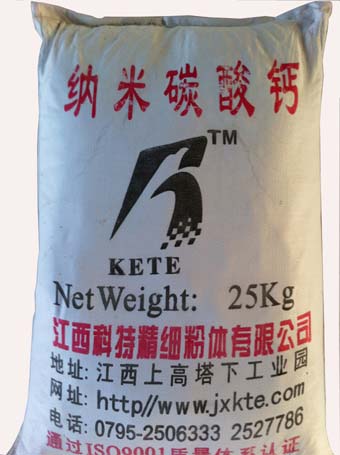 纳米碳酸钙
TM
KETE
Net Weight: 25Kg
江西科特精细粉体有限公司
地址: 江西上高塔下工业园
网址: http//www.jxkte.com
电话: 0795-2506333 2527786
通过ISO9001质量体系认证